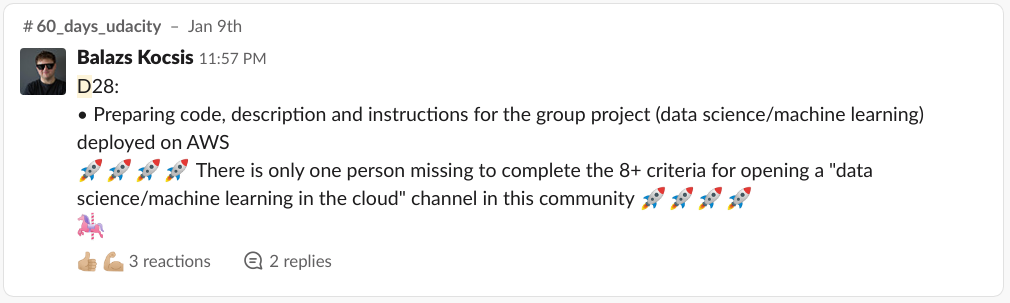 # 60_days_udacity – Jan 9th
Balazs Kocsis 11:57 PM
D28:
• Preparing code, description and instructions for the group project (data science/machine learning)
deployed on AWS
🚀🚀🚀🚀 There is only one person missing to complete the 8+ criteria for opening a "data
science/machine learning in the cloud" channel in this community 🚀🚀🚀🚀
🎠
👍🏼💪🏼 3 reactions 2 replies